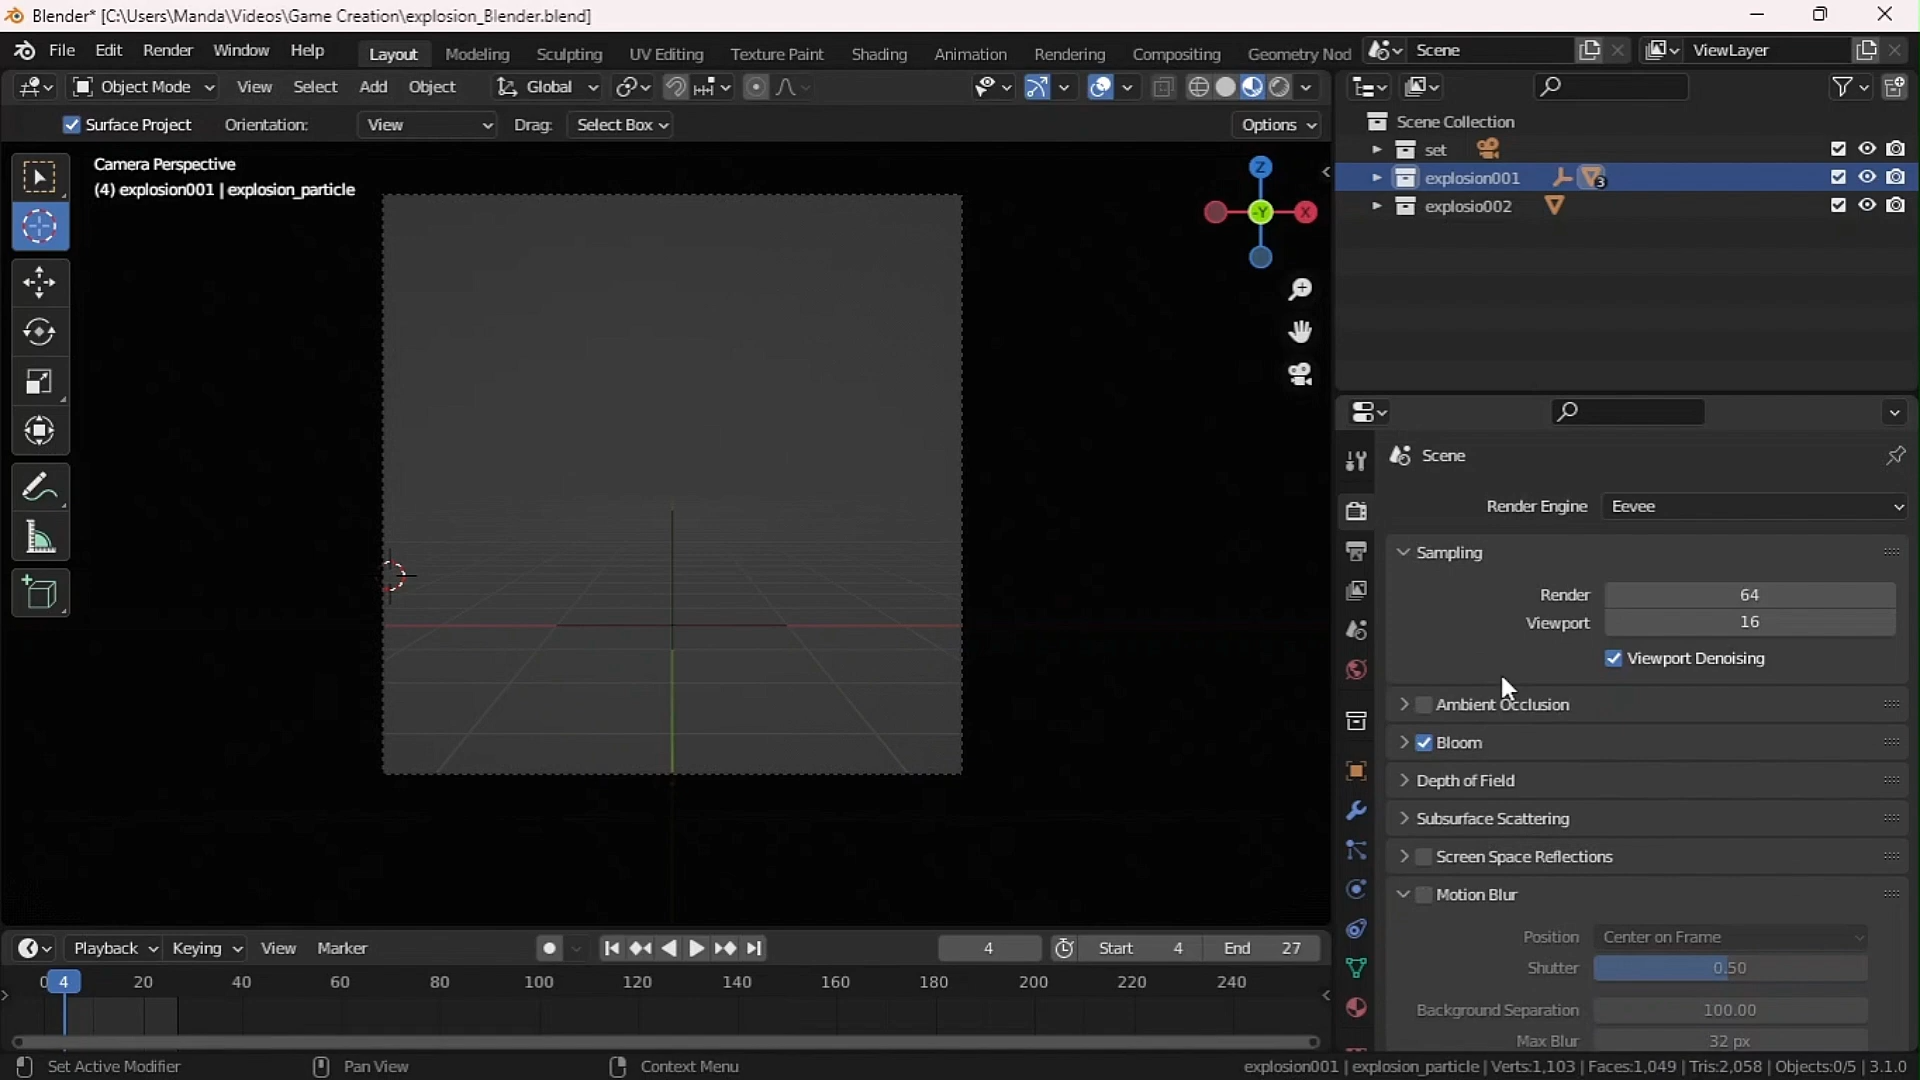 Blender* [C:\Users\Manda\Videos\Game Creation\explosion_Blender.blend]
File Edit Render Window Help Layout Modeling Sculpting UV Editing Texture Paint Shading Animation Rendering Compositing Geometry Nod Scene ViewLayer
Object Mode View Select Add Object Global
Surface Project Orientation: View Drag: Select Box Options
Camera Perspective
(4) explosion001 | explosion_particle
Z
-Y X
Scene Collection
set
explosion001 3
explosio002
Scene
Render Engine Eevee
Sampling
Render 64
Viewport 16
Viewport Denoising
Ambient Occlusion
Bloom
Depth of Field
Subsurface Scattering
Screen Space Reflections
Motion Blur
Position Center on Frame
Shutter 0.50
Background Separation 100.00
Max Blur 32 px
Playback Keying View Marker 4 Start 4 End 27
0 4 20 40 60 80 100 120 140 160 180 200 220 240
Set Active Modifier Pan View Context Menu explosion001 | explosion_particle | Verts:1,103 | Faces:1,049 | Tris:2,058 | Objects:0/5 | 3.1.0